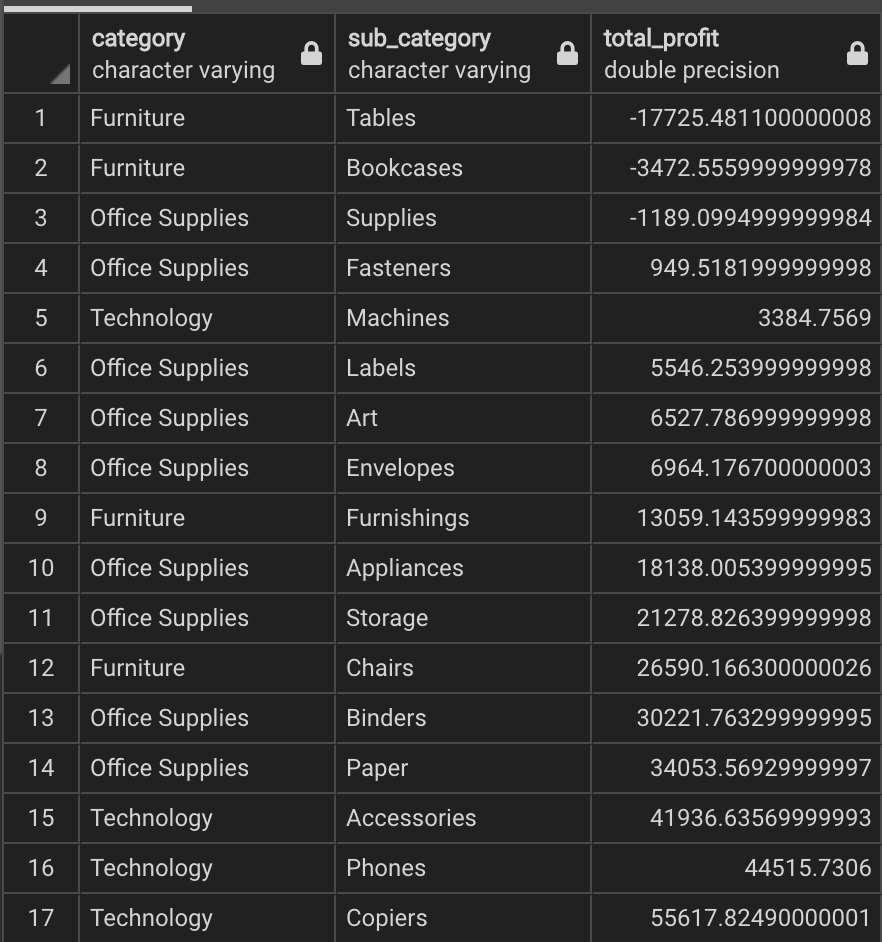 category sub_category total_profit
character varying character varying double precision
1 Furniture Tables -17725.481100000008
2 Furniture Bookcases -3472.5559999999978
3 Office Supplies Supplies -1189.0994999999984
4 Office Supplies Fasteners 949.5181999999998
5 Technology Machines 3384.7569
6 Office Supplies Labels 5546.253999999998
7 Office Supplies Art 6527.786999999998
8 Office Supplies Envelopes 6964.176700000003
9 Furniture Furnishings 13059.143599999983
10 Office Supplies Appliances 18138.005399999995
11 Office Supplies Storage 21278.826399999998
12 Furniture Chairs 26590.166300000026
13 Office Supplies Binders 30221.763299999995
14 Office Supplies Paper 34053.56929999997
15 Technology Accessories 41936.63569999993
16 Technology Phones 44515.7306
17 Technology Copiers 55617.82490000001